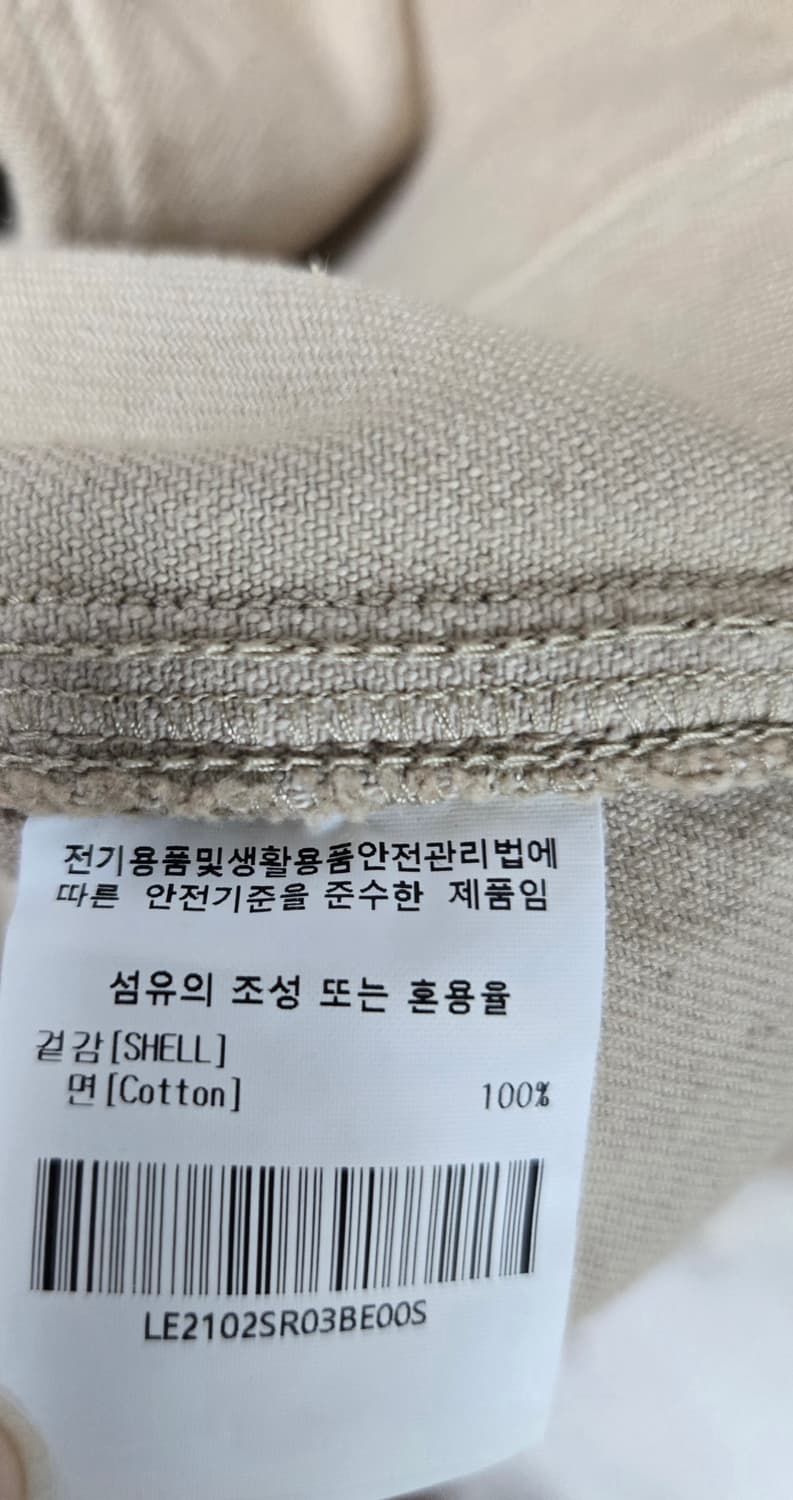 전기용품및생활용품안전관리법에
따른 안전기준을 준수한 제품임
섬유의 조성 또는 혼용율
겉감[SHELL]
면[Cotton] 100%
LE2102SR03BE00S